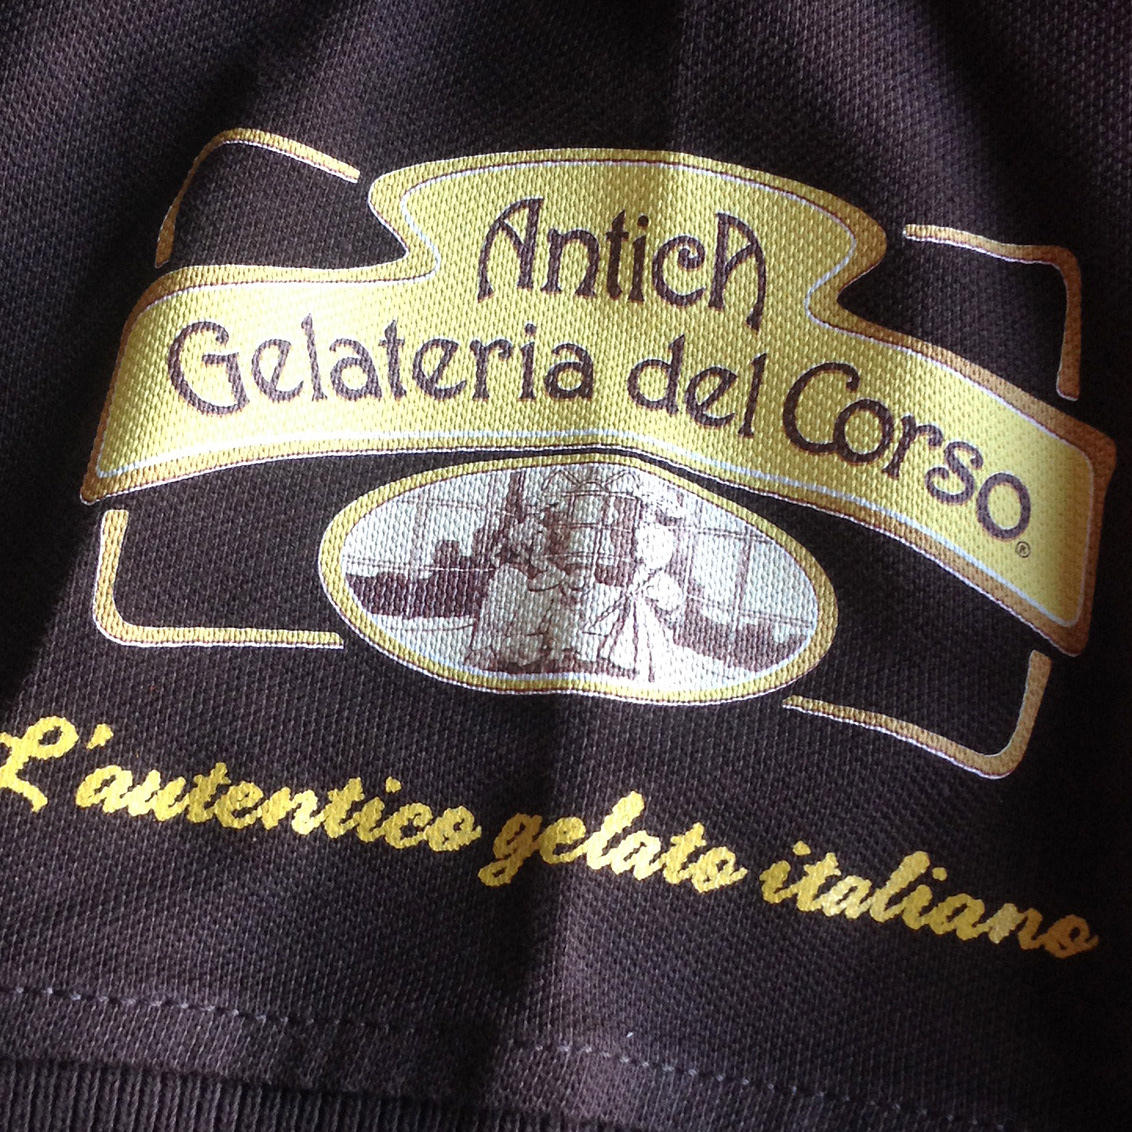 Antica
Gelateria del Corso®
L'autentico gelato italiano